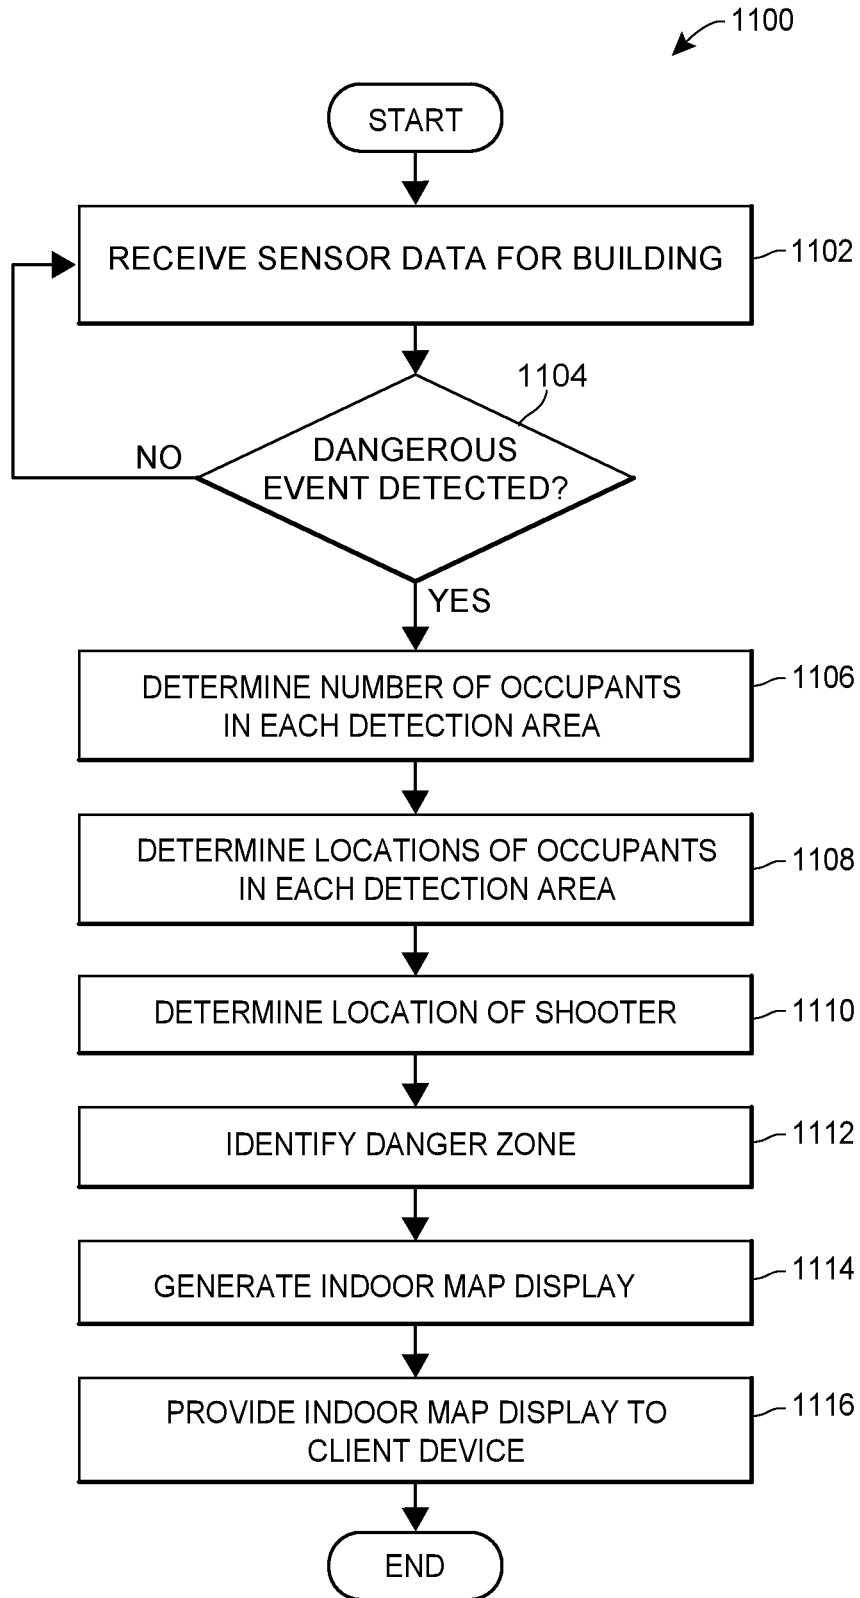 1100
START
RECEIVE SENSOR DATA FOR BUILDING
1102
1104
DANGEROUS
EVENT DETECTED?
NO
YES
DETERMINE NUMBER OF OCCUPANTS
IN EACH DETECTION AREA
1106
DETERMINE LOCATIONS OF OCCUPANTS
IN EACH DETECTION AREA
1108
DETERMINE LOCATION OF SHOOTER
1110
IDENTIFY DANGER ZONE
1112
GENERATE INDOOR MAP DISPLAY
1114
PROVIDE INDOOR MAP DISPLAY TO
CLIENT DEVICE
1116
END